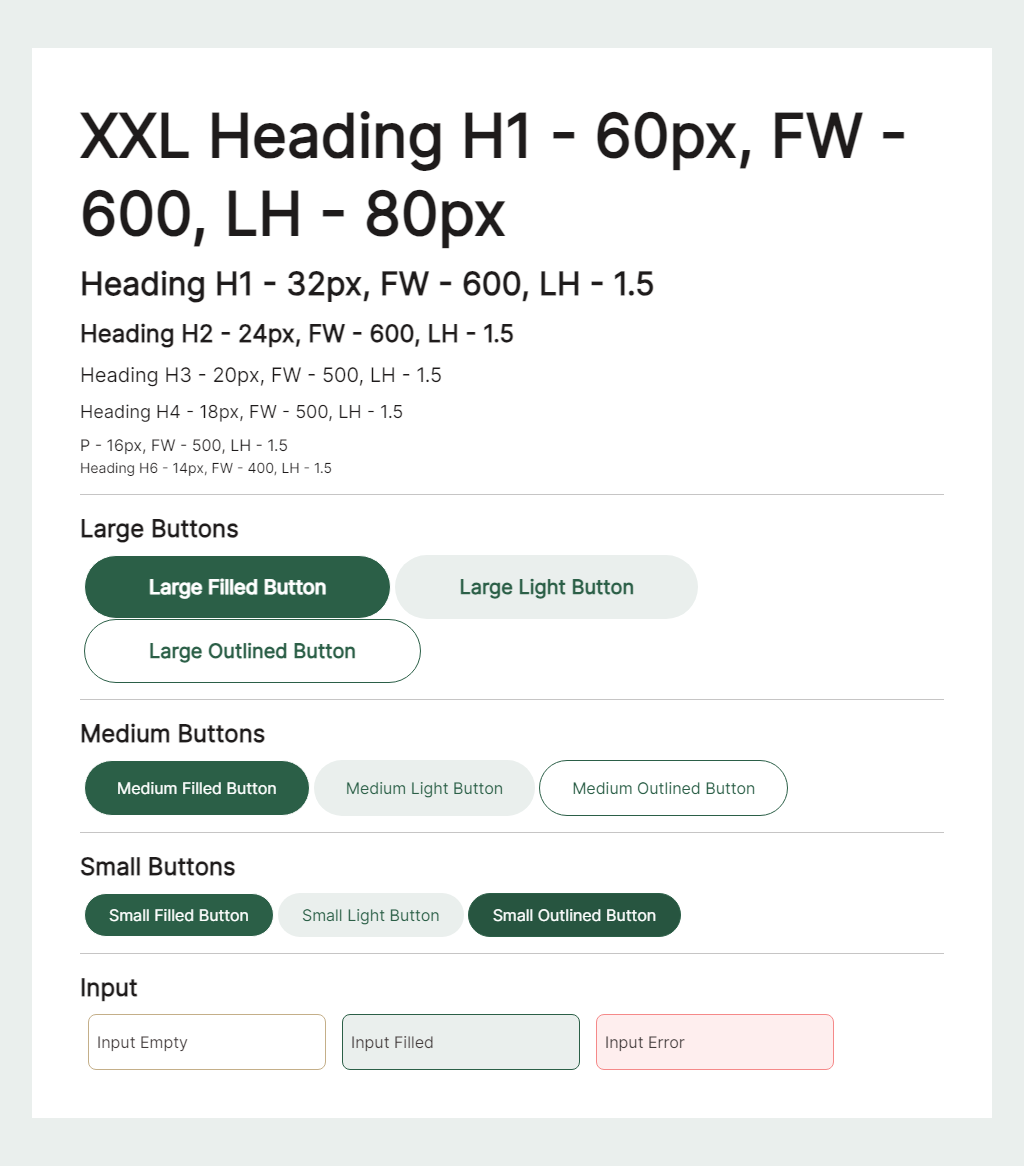 XXL Heading H1 - 60px, FW -
600, LH - 80px
Heading H1 - 32px, FW - 600, LH - 1.5
Heading H2 - 24px, FW - 600, LH - 1.5
Heading H3 - 20px, FW - 500, LH - 1.5
Heading H4 - 18px, FW - 500, LH - 1.5
P - 16px, FW - 500, LH - 1.5
Heading H6 - 14px, FW - 400, LH - 1.5
Large Buttons
Large Filled Button
Large Light Button
Large Outlined Button
Medium Buttons
Medium Filled Button
Medium Light Button
Medium Outlined Button
Small Buttons
Small Filled Button
Small Light Button
Small Outlined Button
Input
Input Empty
Input Filled
Input Error